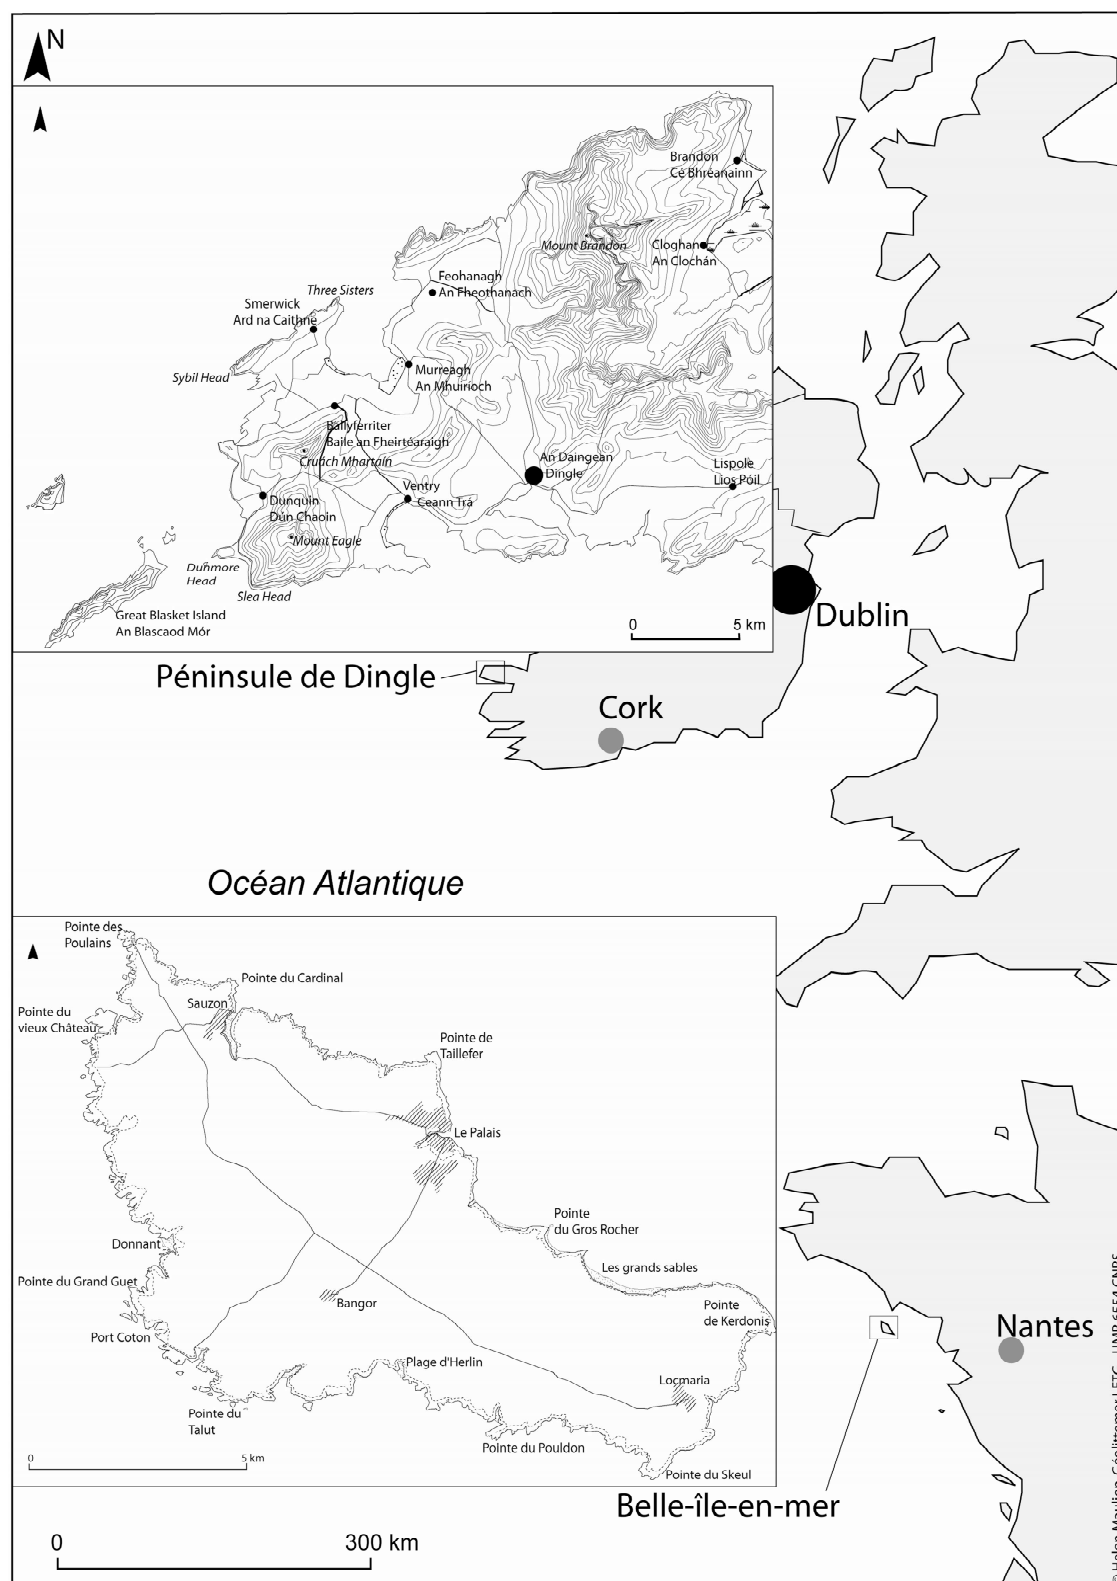 N
Brandon
Cé Bhréanainn
Mount Brandon
Cloghan
An Clochán
Feohanagh
An Fheothanach
Three Sisters
Smerwick
Ard na Caithne
Sybil Head
Murreagh
An Mhuirioch
Ballyferriter
Baile an Fheirtéaraigh
Cruach Mhartain
An Daingean
Dingle
Lispole
Lios Póil
Ventry
Ceann Trá
Dunquin
Dún Chaoin
Mount Eagle
Dunmore
Head
Slea Head
Great Blasket Island
An Blascaod Mór
0 5 km
Dublin
Péninsule de Dingle
Cork
Océan Atlantique
Pointe des
Poulains
Pointe du Cardinal
Sauzon
Pointe du
vieux Château
Pointe de
Taillefer
Le Palais
Pointe
du Gros Rocher
Donnant
Les grands sables
Pointe du Grand Guet
Bangor
Pointe
de Kerdonis
Port Coton
Plage d'Herlin
Locmaria
Pointe du
Talut
Pointe du Pouldon
0 5 km
Pointe du Skeul
Nantes
Belle-île-en-mer
0 300 km